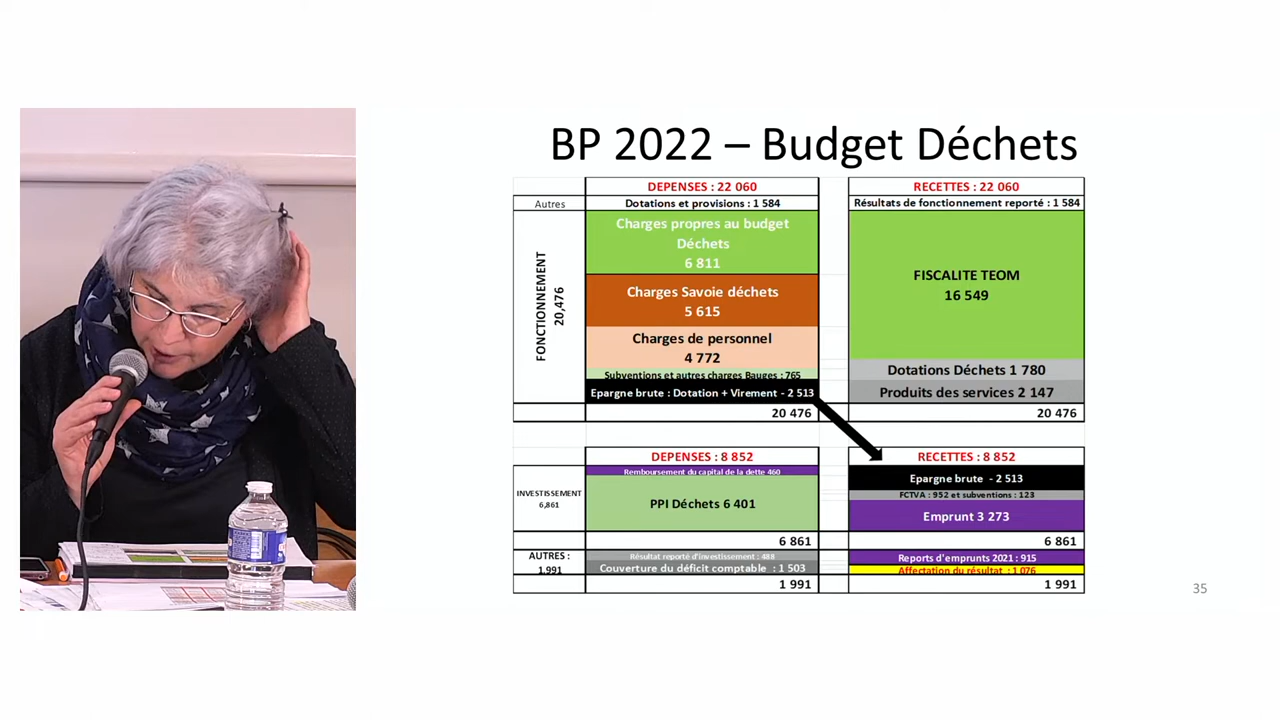 BP 2022 – Budget Déchets
DEPENSES : 22 060
RECETTES : 22 060
Autres
Dotations et provisions : 1 584
Résultats de fonctionnement reporté : 1 584
FONCTIONNEMENT
20,476
Charges propres au budget
Déchets
6 811
Charges Savoie déchets
5 615
Charges de personnel
4 772
Subventions et autres charges Bauges : 765
Epargne brute : Dotation + Virement - 2 513
FISCALITE TEOM
16 549
Dotations Déchets 1 780
Produits des services 2 147
20 476
20 476
DEPENSES : 8 852
RECETTES : 8 852
INVESTISSEMENT
6,861
Remboursement du capital de la dette 460
PPI Déchets 6 401
Epargne brute - 2 513
FCTVA : 952 et subventions : 123
Emprunt 3 273
6 861
6 861
AUTRES :
1,991
Résultat reporté d'investissement : 488
Couverture du déficit comptable : 1 503
Reports d'emprunts 2021 : 915
Affectation du résultat : 1 076
1 991
1 991
35